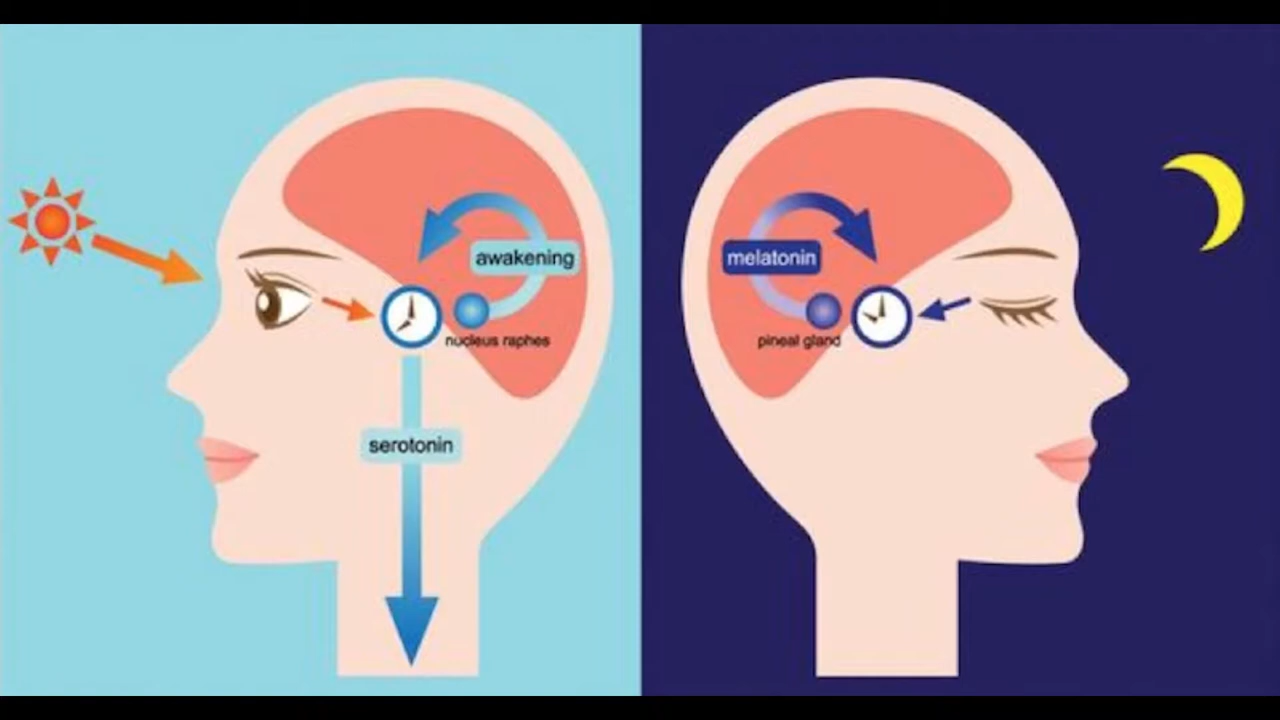 awakening
nucleus raphes
serotonin
melatonin
pineal gland